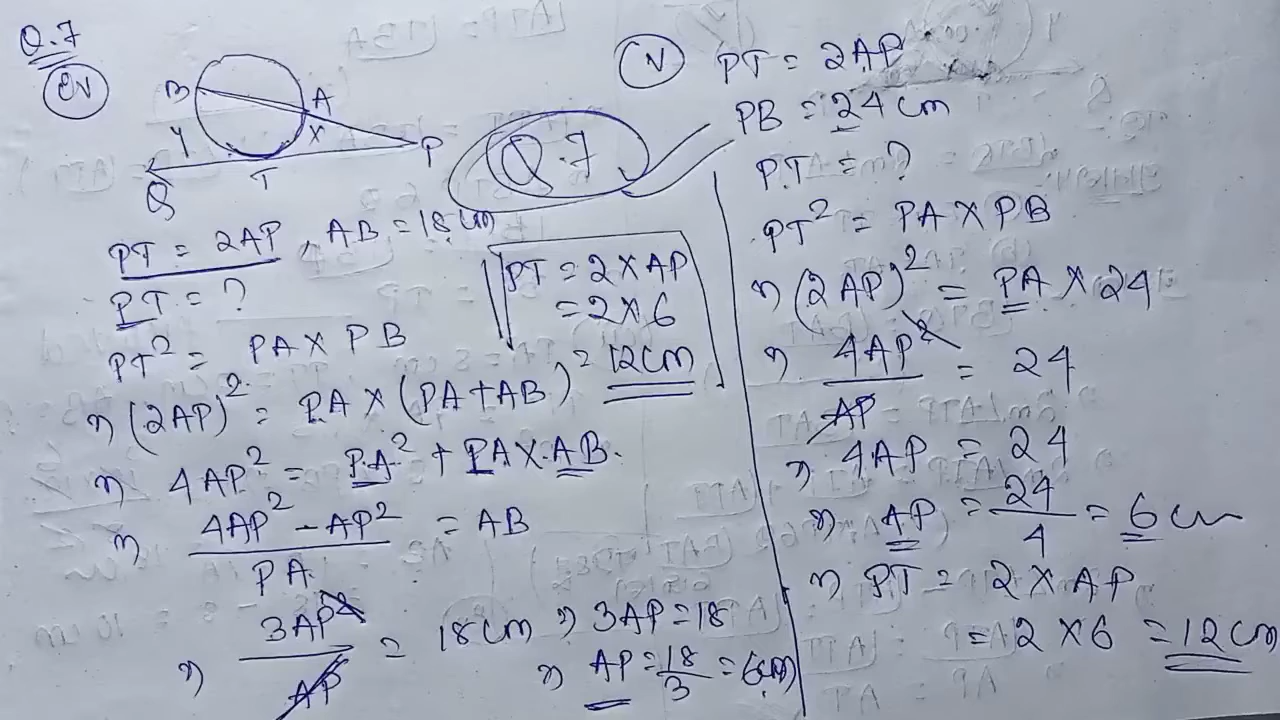 Q.7
(iv)
B
A
X
Y
P
Q
T
PT = 2AP, AB = 18 cm
PT = ?
PT² = PA × PB
⇒ (2AP)² = PA × (PA + AB)
⇒ 4AP² = PA² + PA × AB.
⇒ 4AP² - AP² / PA = AB
⇒ 3AP² / AP = 18 cm ⇒ 3AP = 18
⇒ AP = 18/3 = 6 cm
PT = 2 × AP
= 2 × 6
= 12 cm
Q.7
(v) PT = 2AP
PB = 24 cm
PT = ?
PT² = PA × PB
⇒ (2AP)² = PA × 24
⇒ 4AP² / AP = 24
⇒ 4AP = 24
⇒ AP = 24/4 = 6 cm
⇒ PT = 2 × AP
= 2 × 6 = 12 cm